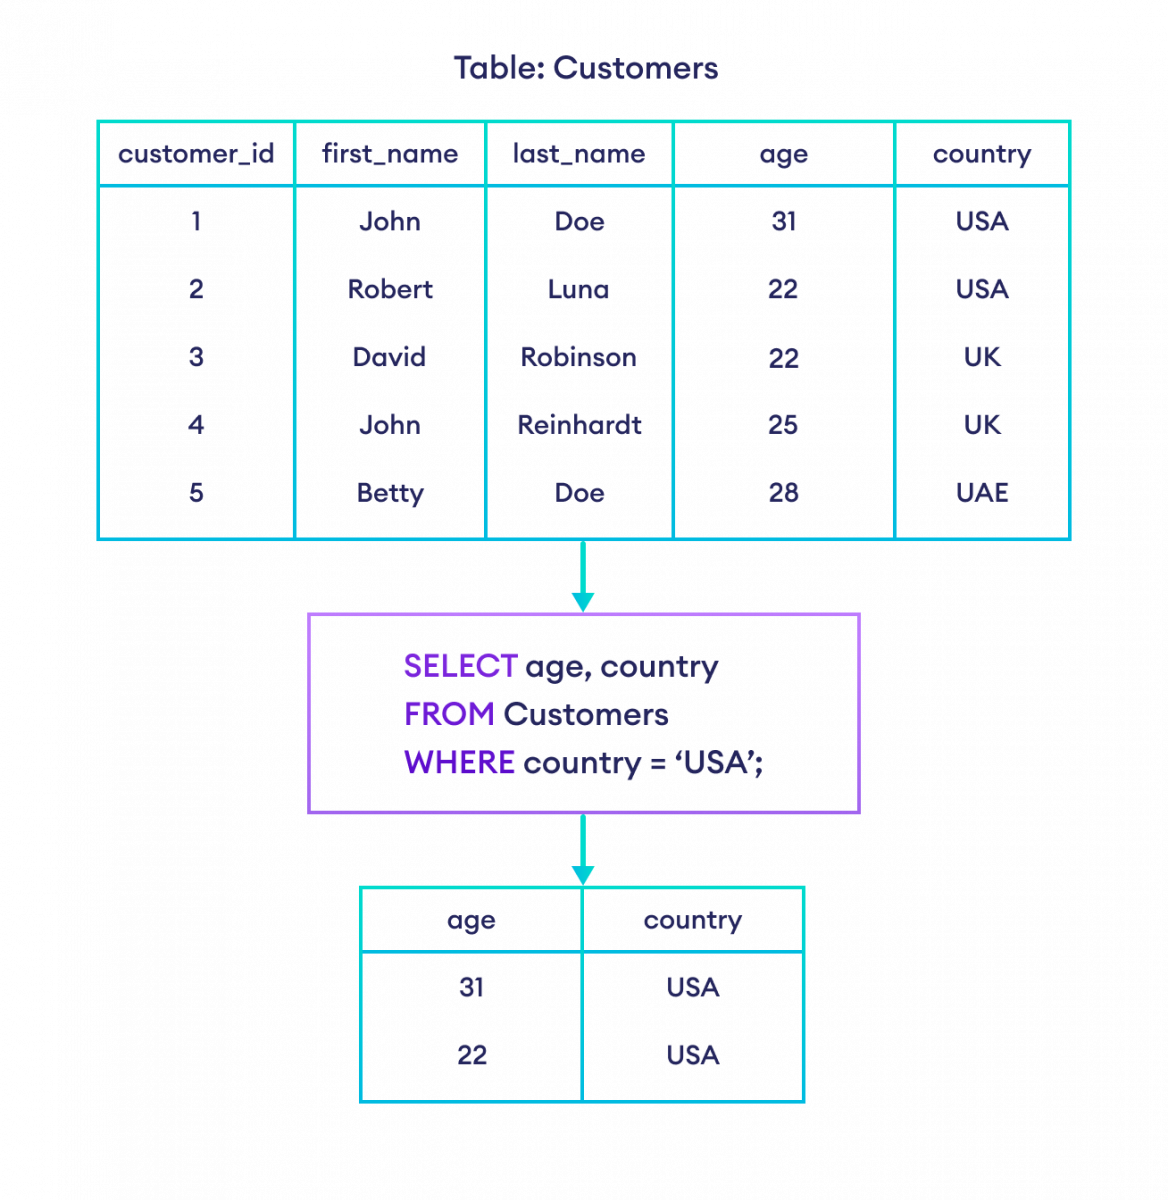 Table: Customers
customer_id first_name last_name age country
1 John Doe 31 USA
2 Robert Luna 22 USA
3 David Robinson 22 UK
4 John Reinhardt 25 UK
5 Betty Doe 28 UAE
SELECT age, country
FROM Customers
WHERE country = ‘USA’;
age country
31 USA
22 USA